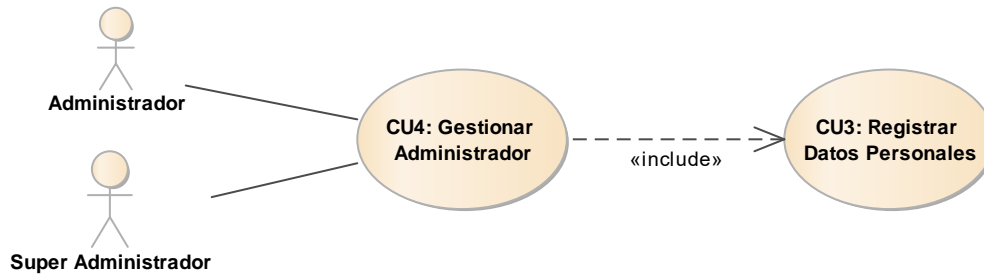 Administrador
CU4: Gestionar
Administrador
«include»
CU3: Registrar
Datos Personales
Super Administrador